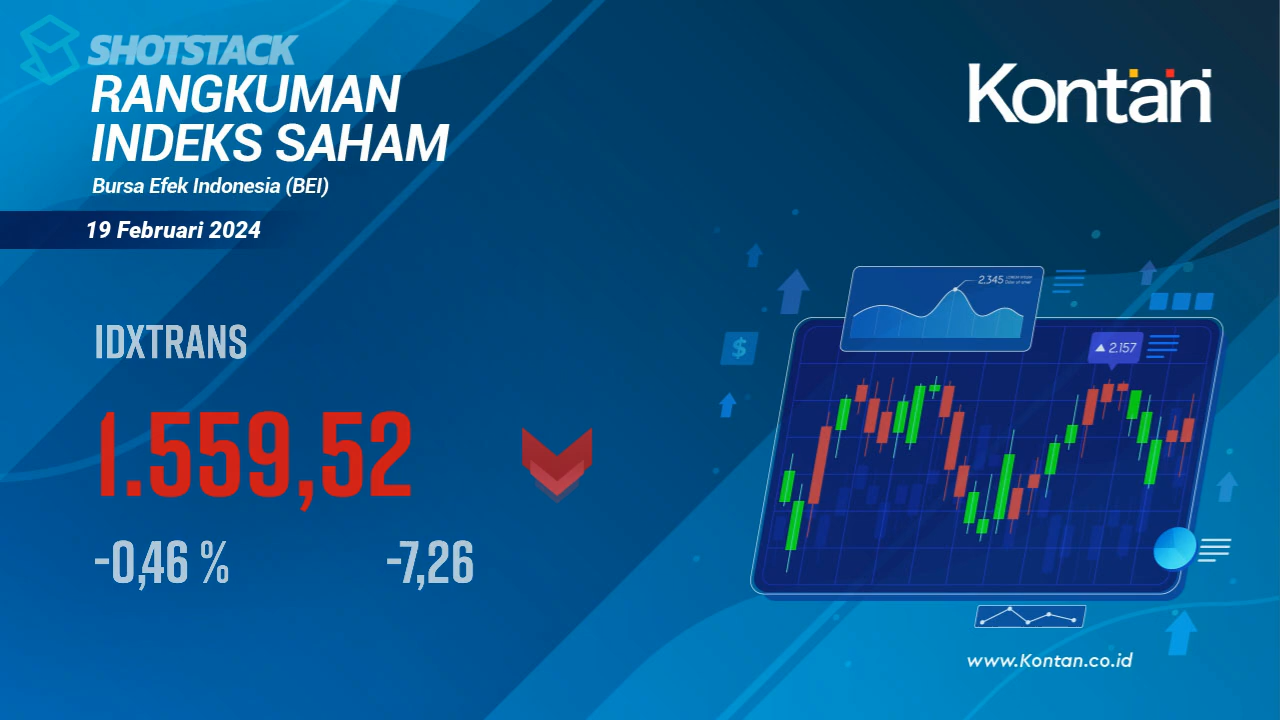 SHOTSTACK
RANGKUMAN
INDEKS SAHAM
Bursa Efek Indonesia (BEI)
19 Februari 2024
Kontan
IDXTRANS
1.559,52
-0,46 %
-7,26
2.345
$
2.157
www.Kontan.co.id